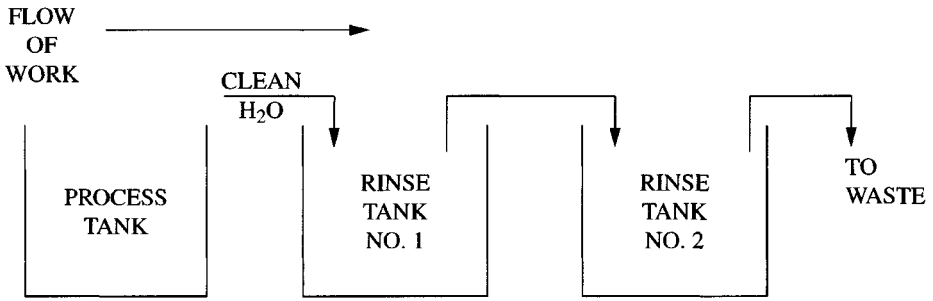 FLOW
OF
WORK
CLEAN
H₂O
PROCESS
TANK
RINSE
TANK
NO. 1
RINSE
TANK
NO. 2
TO
WASTE